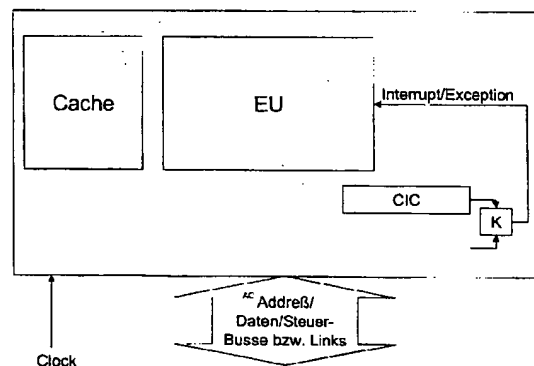 Cache
EU
Interrupt/Exception
CIC
K
Addreß/
Daten/Steuer-
Busse bzw. Links
Clock